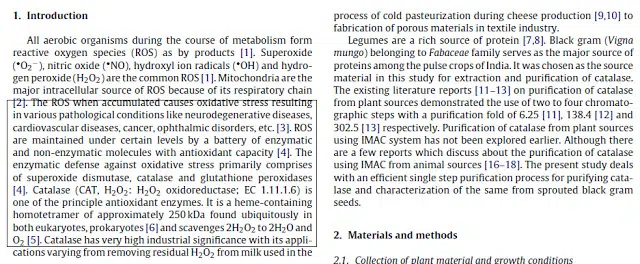 1. Introduction
All aerobic organisms during the course of metabolism form
reactive oxygen species (ROS) as by products [1]. Superoxide
(•O₂⁻), nitric oxide (•NO), hydroxyl ion radicals (•OH) and hydro-
gen peroxide (H₂O₂) are the common ROS [1]. Mitochondria are the
major intracellular source of ROS because of its respiratory chain
[2]. The ROS when accumulated causes oxidative stress resulting
in various pathological conditions like neurodegenerative diseases,
cardiovascular diseases, cancer, ophthalmic disorders, etc. [3]. ROS
are maintained under certain levels by a battery of enzymatic
and non-enzymatic molecules with antioxidant capacity [4]. The
enzymatic defense against oxidative stress primarily comprises
of superoxide dismutase, catalase and glutathione peroxidases
[4]. Catalase (CAT, H₂O₂: H₂O₂ oxidoreductase; EC 1.11.1.6) is
one of the principle antioxidant enzymes. It is a heme-containing
homotetramer of approximately 250 kDa found ubiquitously in
both eukaryotes, prokaryotes [6] and scavenges 2H₂O₂ to 2H₂O and
O₂ [5]. Catalase has very high industrial significance with its appli-
cations varying from removing residual H₂O₂ from milk used in the
process of cold pasteurization during cheese production [9,10] to
fabrication of porous materials in textile industry.
Legumes are a rich source of protein [7,8]. Black gram (Vigna
mungo) belonging to Fabaceae family serves as the major source of
proteins among the pulse crops of India. It was chosen as the source
material in this study for extraction and purification of catalase.
The existing literature reports [11–13] on purification of catalase
from plant sources demonstrated the use of two to four chromato-
graphic steps with a purification fold of 6.25 [11], 138.4 [12] and
302.5 [13] respectively. Purification of catalase from plant sources
using IMAC system has not been explored earlier. Although there
are a few reports which discuss about the purification of catalase
using IMAC from animal sources [16–18]. The present study deals
with an efficient single step purification process for purifying cata-
lase and characterization of the same from sprouted black gram
seeds.
2. Materials and methods
2.1. Collection of plant material and growth conditions